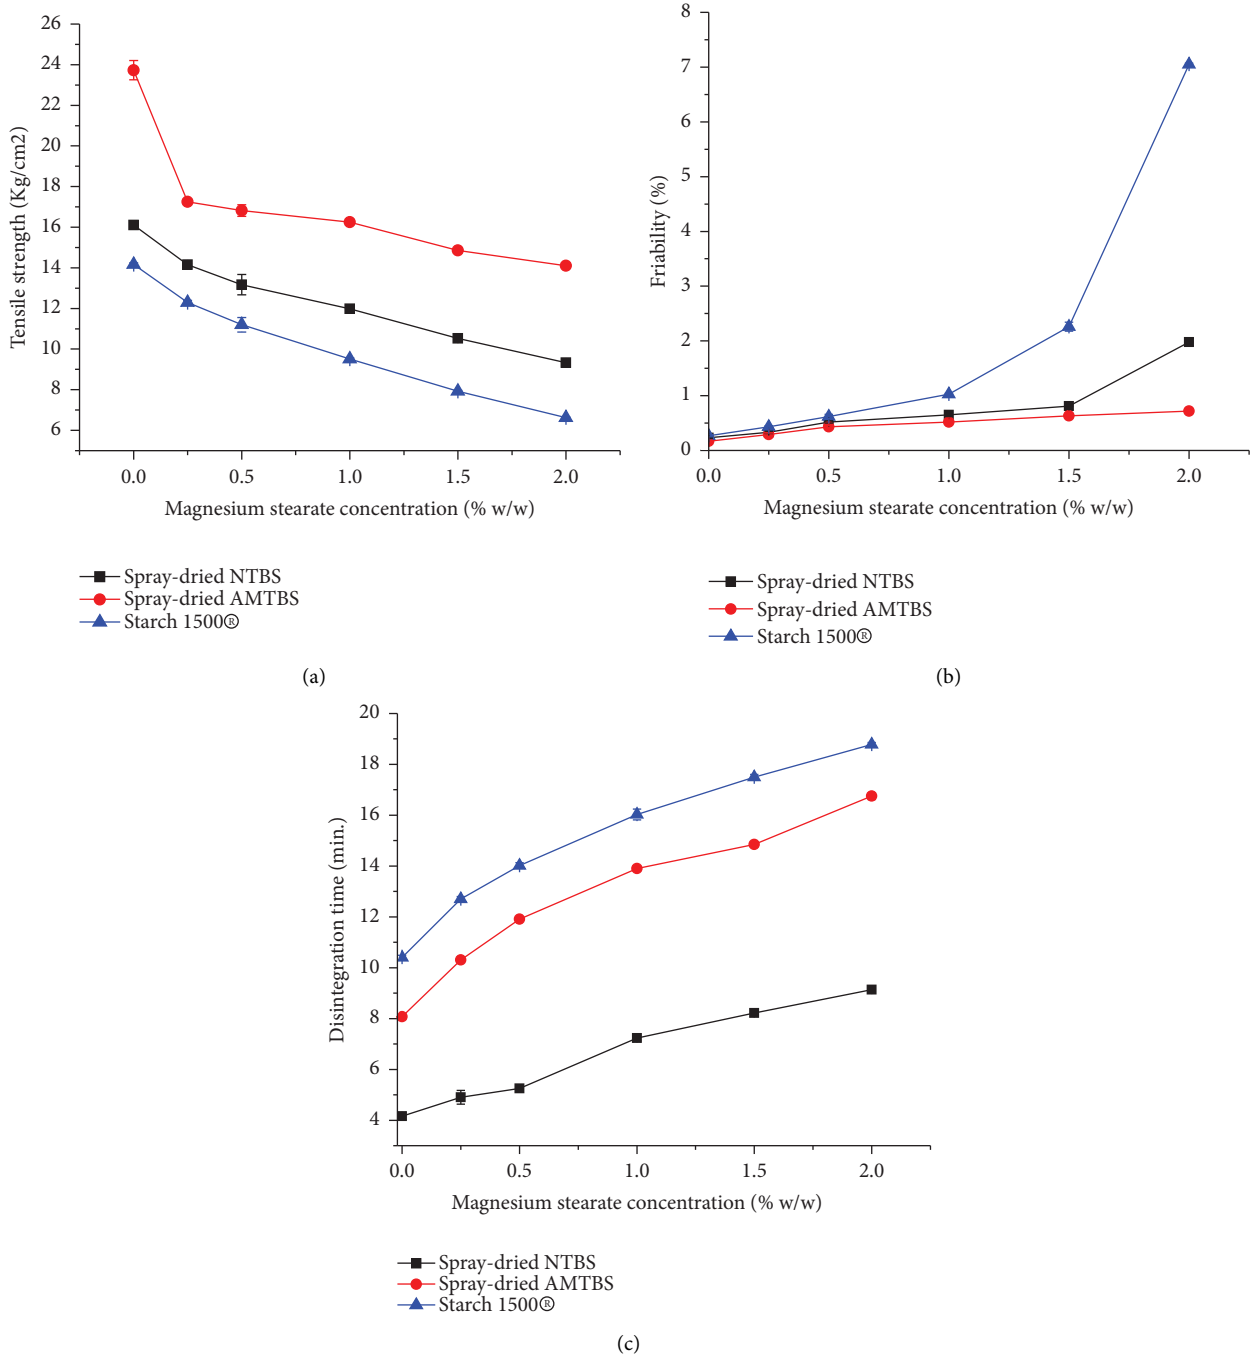 26
24
22
20
18
16
14
12
10
8
6
Tensile strength (Kg/cm2)
0.0 0.5 1.0 1.5 2.0
Magnesium stearate concentration (% w/w)
Spray-dried NTBS
Spray-dried AMTBS
Starch 1500®
(a)
8
7
6
5
4
3
2
1
0
Friability (%)
0.0 0.5 1.0 1.5 2.0
Magnesium stearate concentration (% w/w)
Spray-dried NTBS
Spray-dried AMTBS
Starch 1500®
(b)
20
18
16
14
12
10
8
6
4
Disintegration time (min.)
0.0 0.5 1.0 1.5 2.0
Magnesium stearate concentration (% w/w)
Spray-dried NTBS
Spray-dried AMTBS
Starch 1500®
(c)